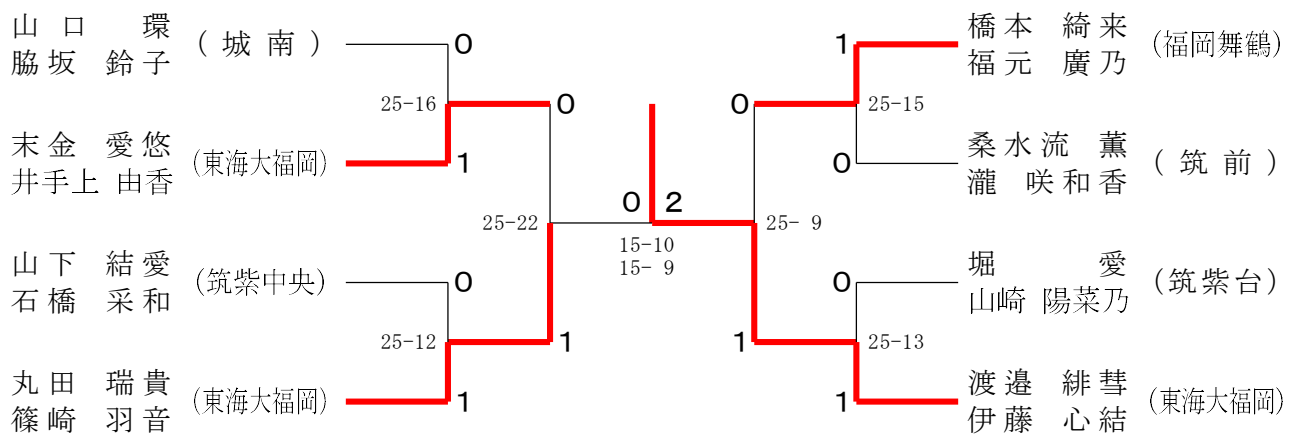 山口 環
脇坂 鈴子
(城南)
0
25-16
0
末金 愛悠
井手上 由香
(東海大福岡)
1
25-22
山下 結愛
石橋 采和
(筑紫中央)
0
25-12
1
丸田 瑞貴
篠崎 羽音
(東海大福岡)
1
0 2
15-10
15- 9
橋本 綺来
福元 廣乃
(福岡舞鶴)
1
0
25-15
桑水流 薫
瀧 咲和香
(筑前)
0
25- 9
堀 愛
山崎 陽菜乃
(筑紫台)
0
1
25-13
渡邉 緋彗
伊藤 心結
(東海大福岡)
1